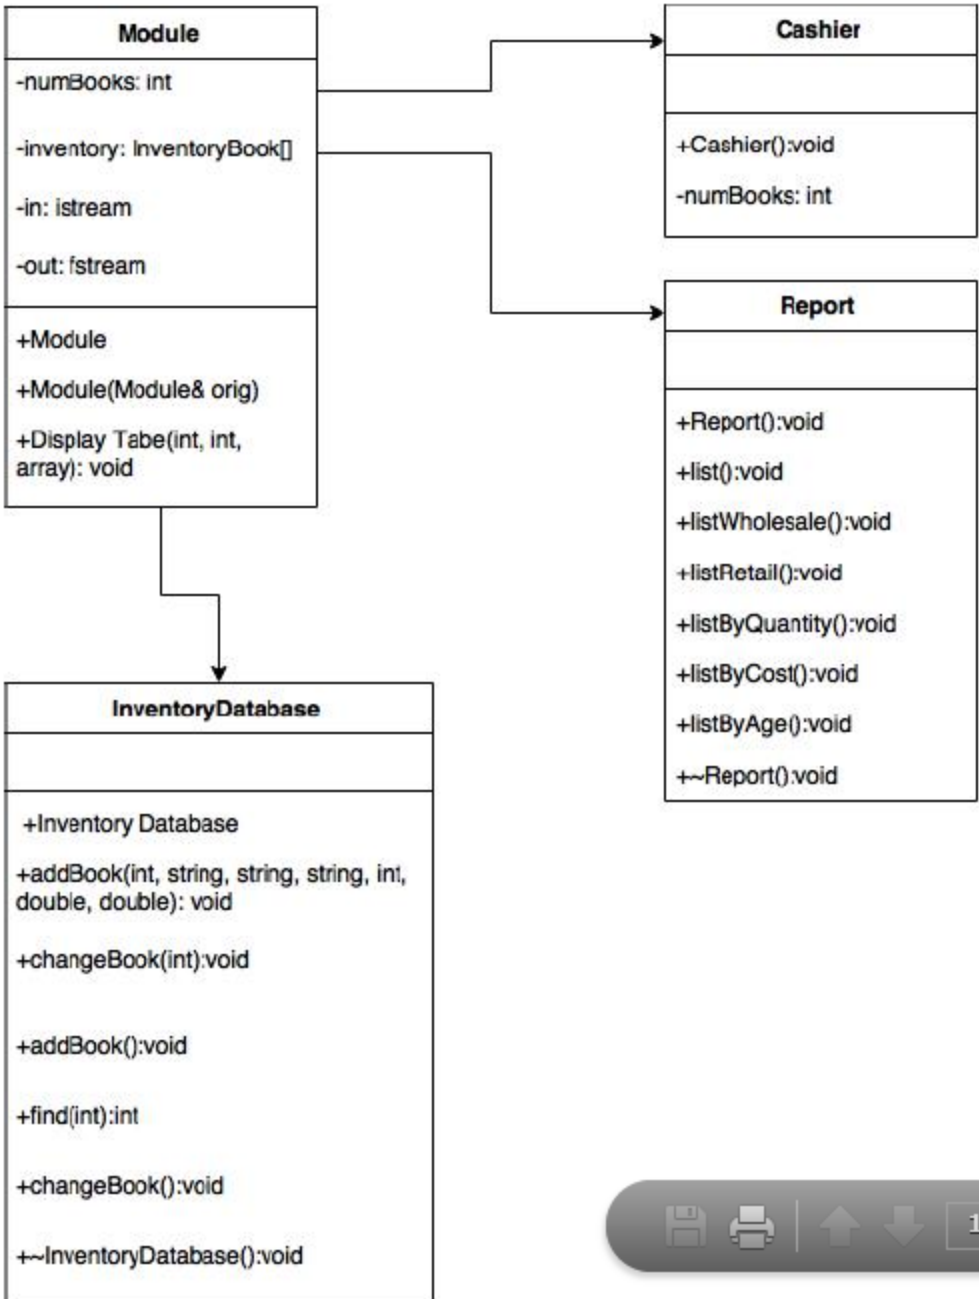 Module
-numBooks: int
-inventory: InventoryBook[]
-in: istream
-out: fstream
+Module
+Module(Module& orig)
+Display Tabe(int, int,
array): void
Cashier
+Cashier():void
-numBooks: int
Report
+Report():void
+list():void
+listWholesale():void
+listRetail():void
+listByQuantity():void
+listByCost():void
+listByAge():void
+~Report():void
InventoryDatabase
+Inventory Database
+addBook(int, string, string, string, int,
double, double): void
+changeBook(int):void
+addBook():void
+find(int):int
+changeBook():void
+~InventoryDatabase():void
1